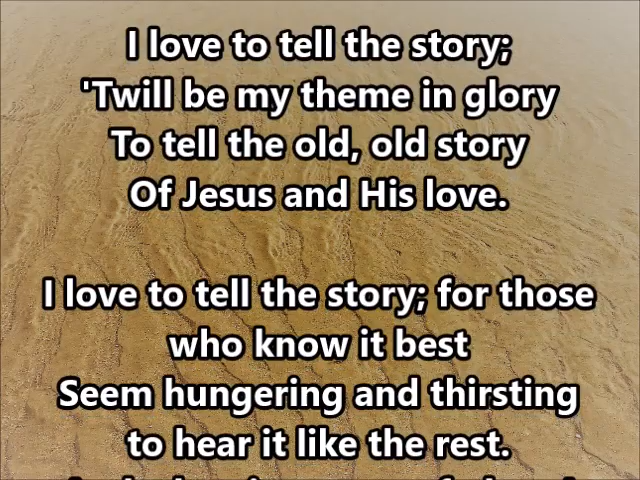 I love to tell the story;
'Twill be my theme in glory
To tell the old, old story
Of Jesus and His love.
I love to tell the story; for those
who know it best
Seem hungering and thirsting
to hear it like the rest.